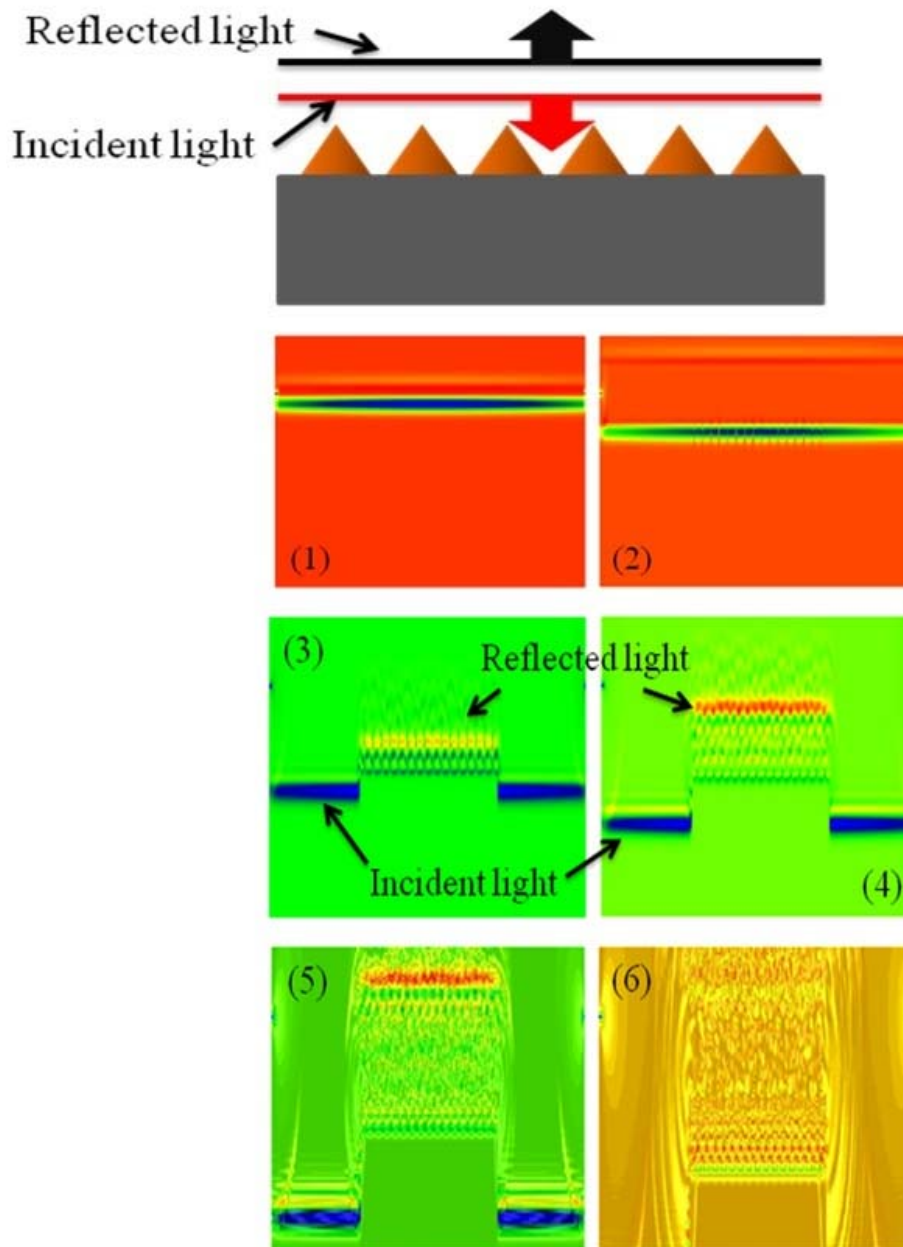 Reflected light
Incident light
(1)
(2)
(3)
Reflected light
Incident light
(4)
(5)
(6)